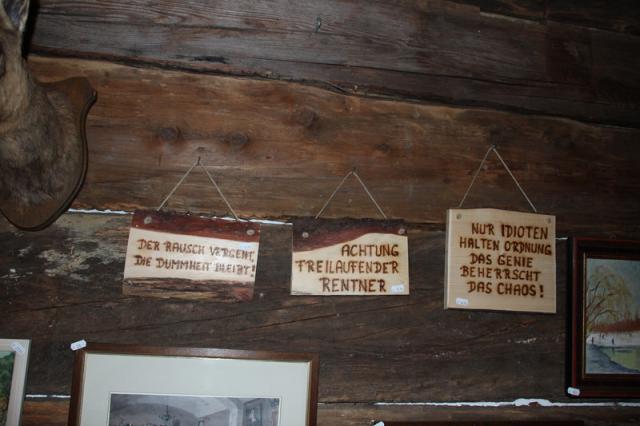 DER RAUSCH VERGEHT,
DIE DUMMHEIT BLEIBT!
ACHTUNG
FREILAUFENDER
RENTNER
NUR IDIOTEN
HALTEN ORDNUNG
DAS GENIE
BEHERRSCHT
DAS CHAOS!